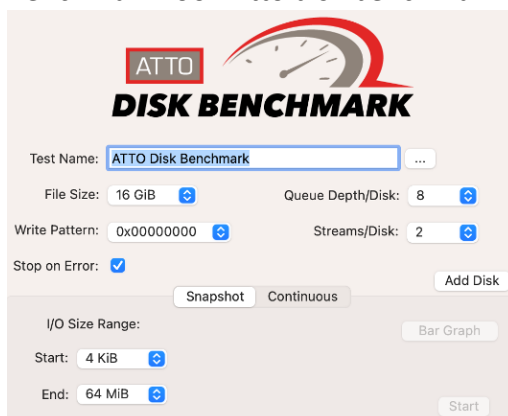 ATTO
DISK BENCHMARK
Test Name: ATTO Disk Benchmark ...
File Size: 16 GiB Queue Depth/Disk: 8
Write Pattern: 0x00000000 Streams/Disk: 2
Stop on Error:
Add Disk
Snapshot Continuous
I/O Size Range:
Bar Graph
Start: 4 KiB
End: 64 MiB
Start